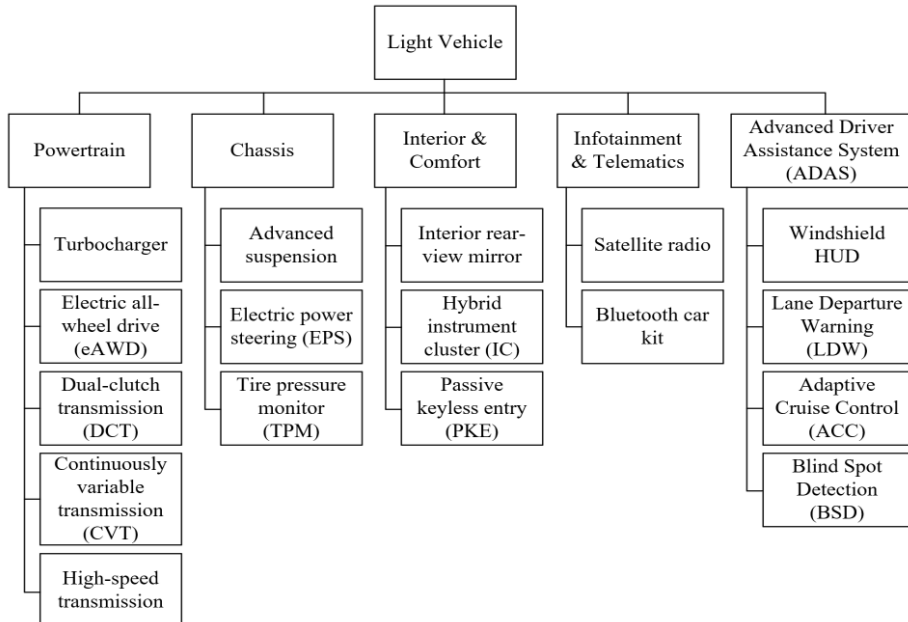 Light Vehicle
Powertrain
Chassis
Interior &
Comfort
Infotainment
& Telematics
Advanced Driver
Assistance System
(ADAS)
Turbocharger
Electric all-
wheel drive
(eAWD)
Dual-clutch
transmission
(DCT)
Continuously
variable
transmission
(CVT)
High-speed
transmission
Advanced
suspension
Electric power
steering (EPS)
Tire pressure
monitor
(TPM)
Interior rear-
view mirror
Hybrid
instrument
cluster (IC)
Passive
keyless entry
(PKE)
Satellite radio
Bluetooth car
kit
Windshield
HUD
Lane Departure
Warning
(LDW)
Adaptive
Cruise Control
(ACC)
Blind Spot
Detection
(BSD)